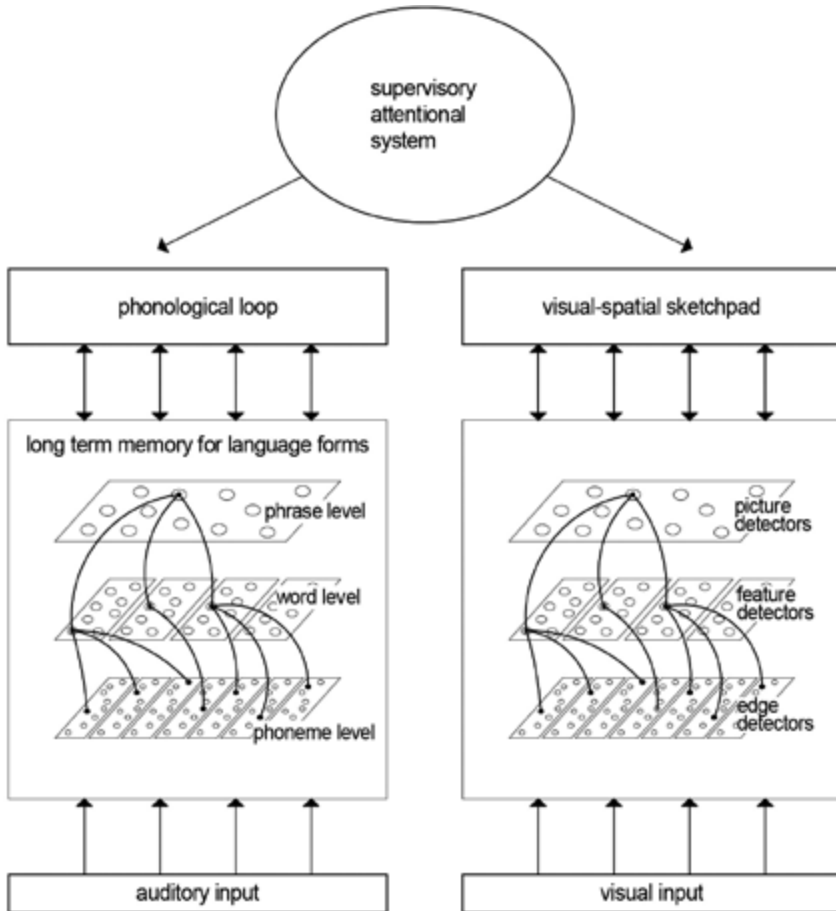 supervisory
attentional
system
phonological loop
visual-spatial sketchpad
long term memory for language forms
phrase level
word level
phoneme level
picture
detectors
feature
detectors
edge
detectors
auditory input
visual input